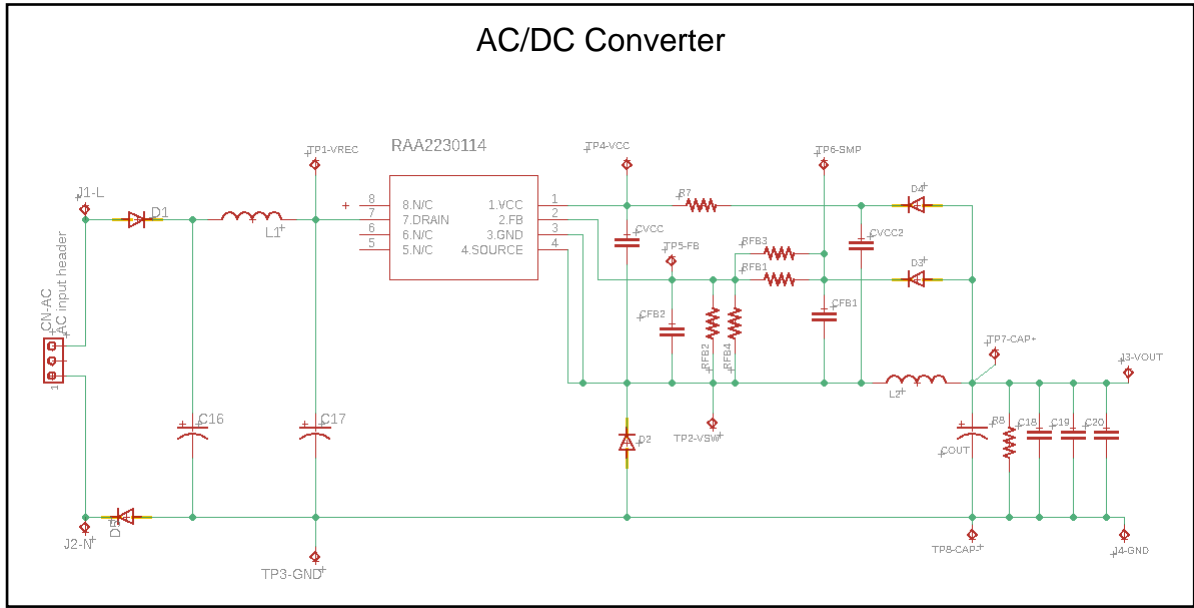 AC/DC Converter
TP1-VREC
RAA2230114
TP4-VCC
TP6-SMP
J1-L
D1
L1
8 8.N/C 1.VCC 1
7 7.DRAIN 2.FB 2
6 6.N/C 3.GND 3
5 5.N/C 4.SOURCE 4
R7
D4
CVCC
CVCC2
TP5-FB
RFB3
RFB1
D3
CN-AC
AC input header
1
CFB2
RFB2
RFB4
CFB1
TP7-CAP+
J3-VOUT
L2
C16
C17
D2
TP2-VSW
COUT
R8
C18
C19
C20
D5
J2-N
TP3-GND
TP8-CAP-
J4-GND